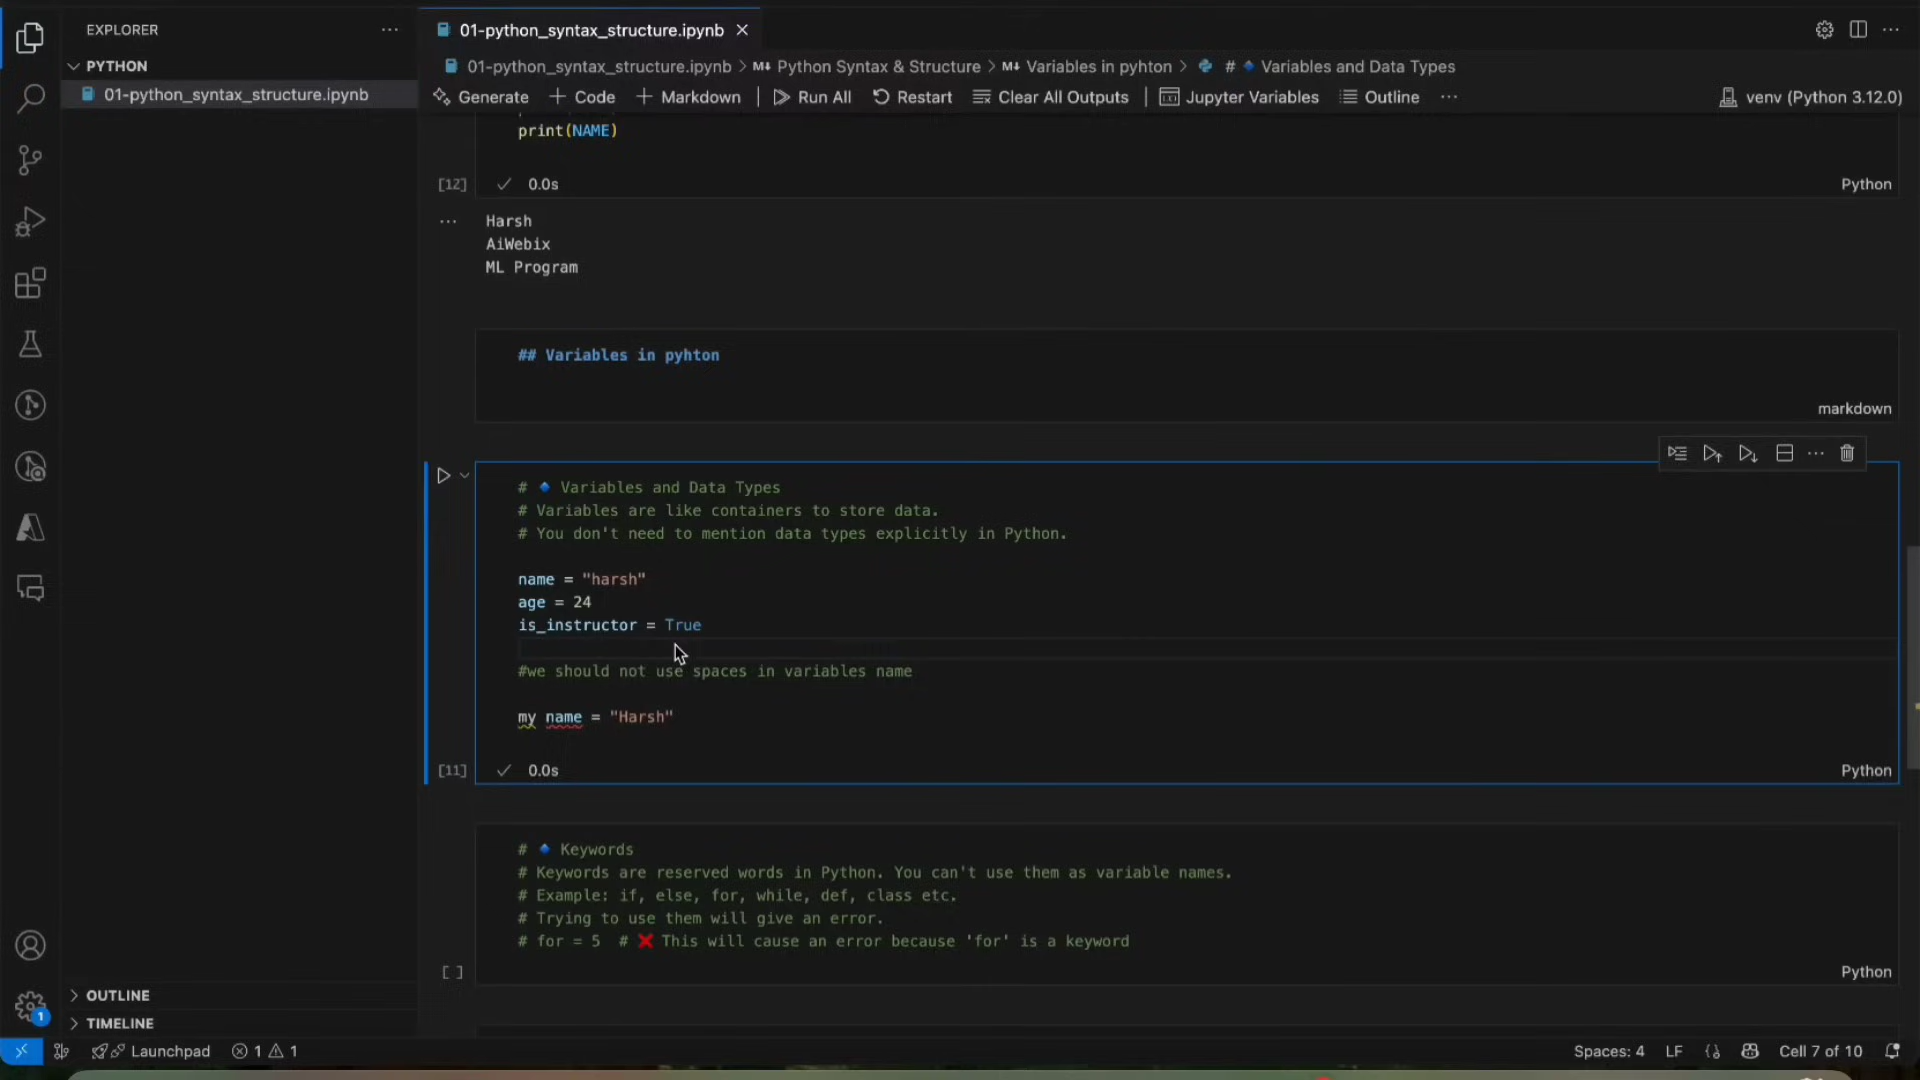 EXPLORER
PYTHON
01-python_syntax_structure.ipynb
OUTLINE
TIMELINE
01-python_syntax_structure.ipynb
01-python_syntax_structure.ipynb > M↓ Python Syntax & Structure > M↓ Variables in pyhton > # 🔹 Variables and Data Types
Generate + Code + Markdown | Run All Restart Clear All Outputs | Jupyter Variables Outline ... venv (Python 3.12.0)
print(NAME)
[12] ✓ 0.0s Python
... Harsh
AiWebix
ML Program
## Variables in pyhton
markdown
# 🔹 Variables and Data Types
# Variables are like containers to store data.
# You don't need to mention data types explicitly in Python.
name = "harsh"
age = 24
is_instructor = True
#we should not use spaces in variables name
my name = "Harsh"
[11] ✓ 0.0s Python
# 🔹 Keywords
# Keywords are reserved words in Python. You can't use them as variable names.
# Example: if, else, for, while, def, class etc.
# Trying to use them will give an error.
# for = 5 # ❌ This will cause an error because 'for' is a keyword
[ ] Python
1
Launchpad 1 1 Spaces: 4 LF Cell 7 of 10